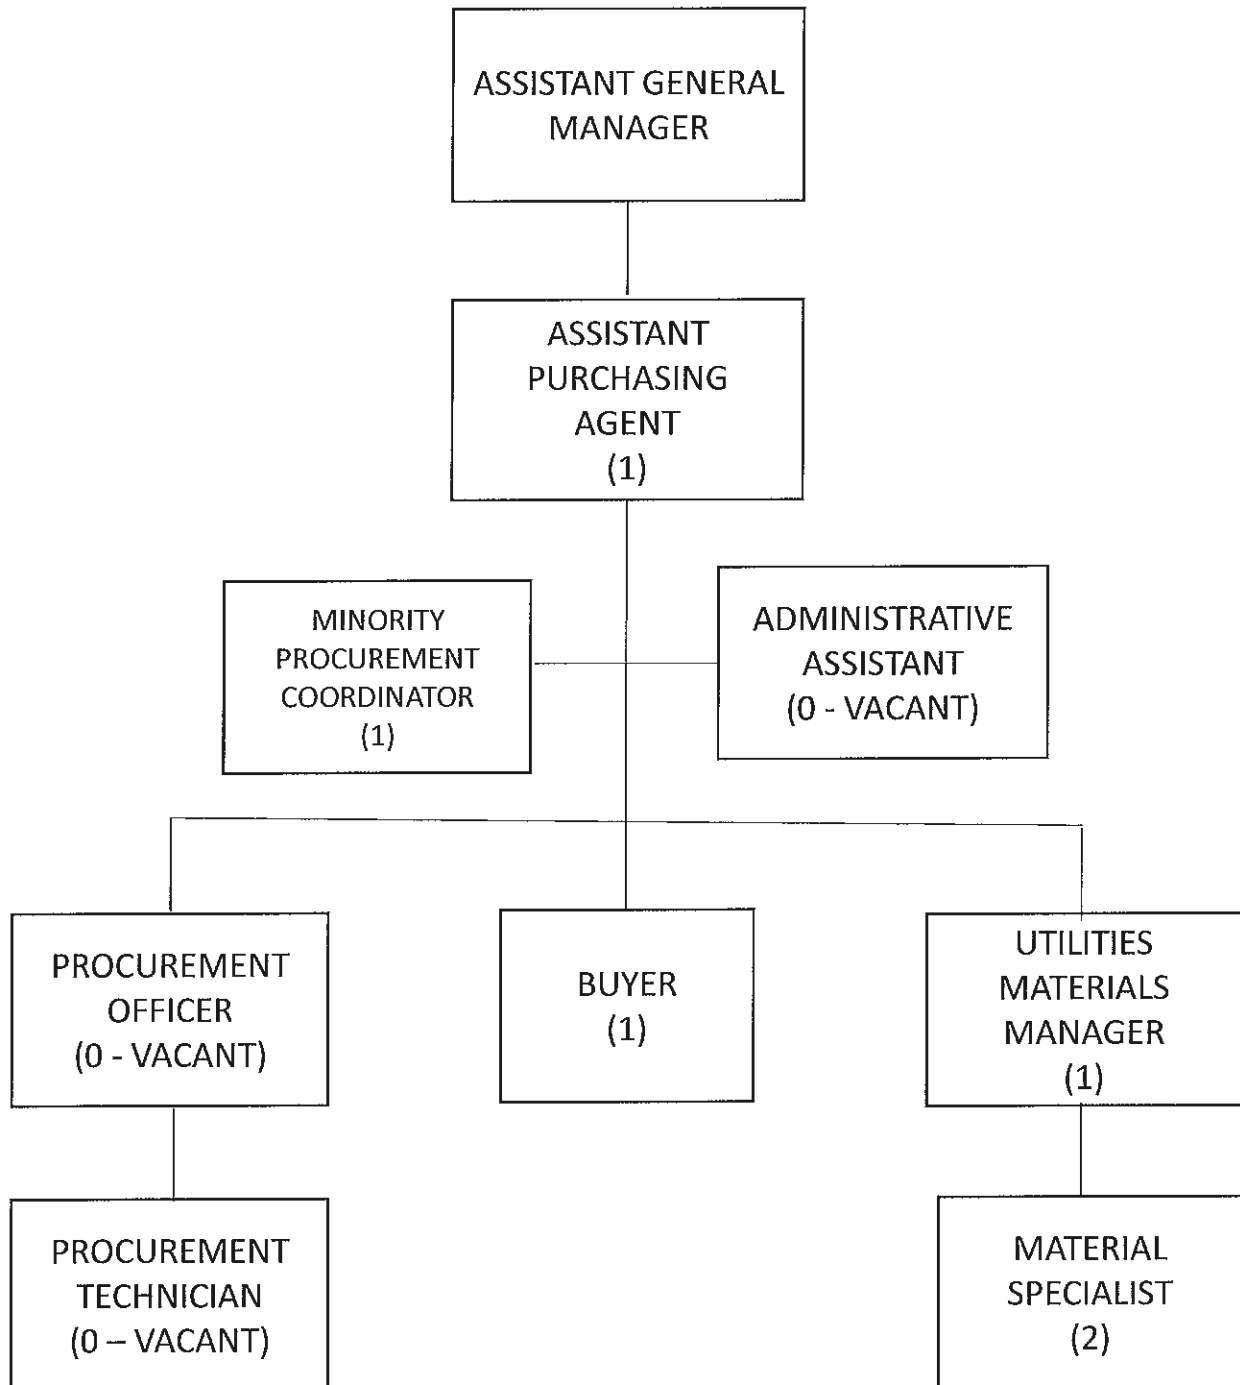 ASSISTANT GENERAL
MANAGER
ASSISTANT
PURCHASING
AGENT
(1)
MINORITY
PROCUREMENT
COORDINATOR
(1)
ADMINISTRATIVE
ASSISTANT
(0 - VACANT)
PROCUREMENT
OFFICER
(0 - VACANT)
BUYER
(1)
UTILITIES
MATERIALS
MANAGER
(1)
PROCUREMENT
TECHNICIAN
(0 – VACANT)
MATERIAL
SPECIALIST
(2)